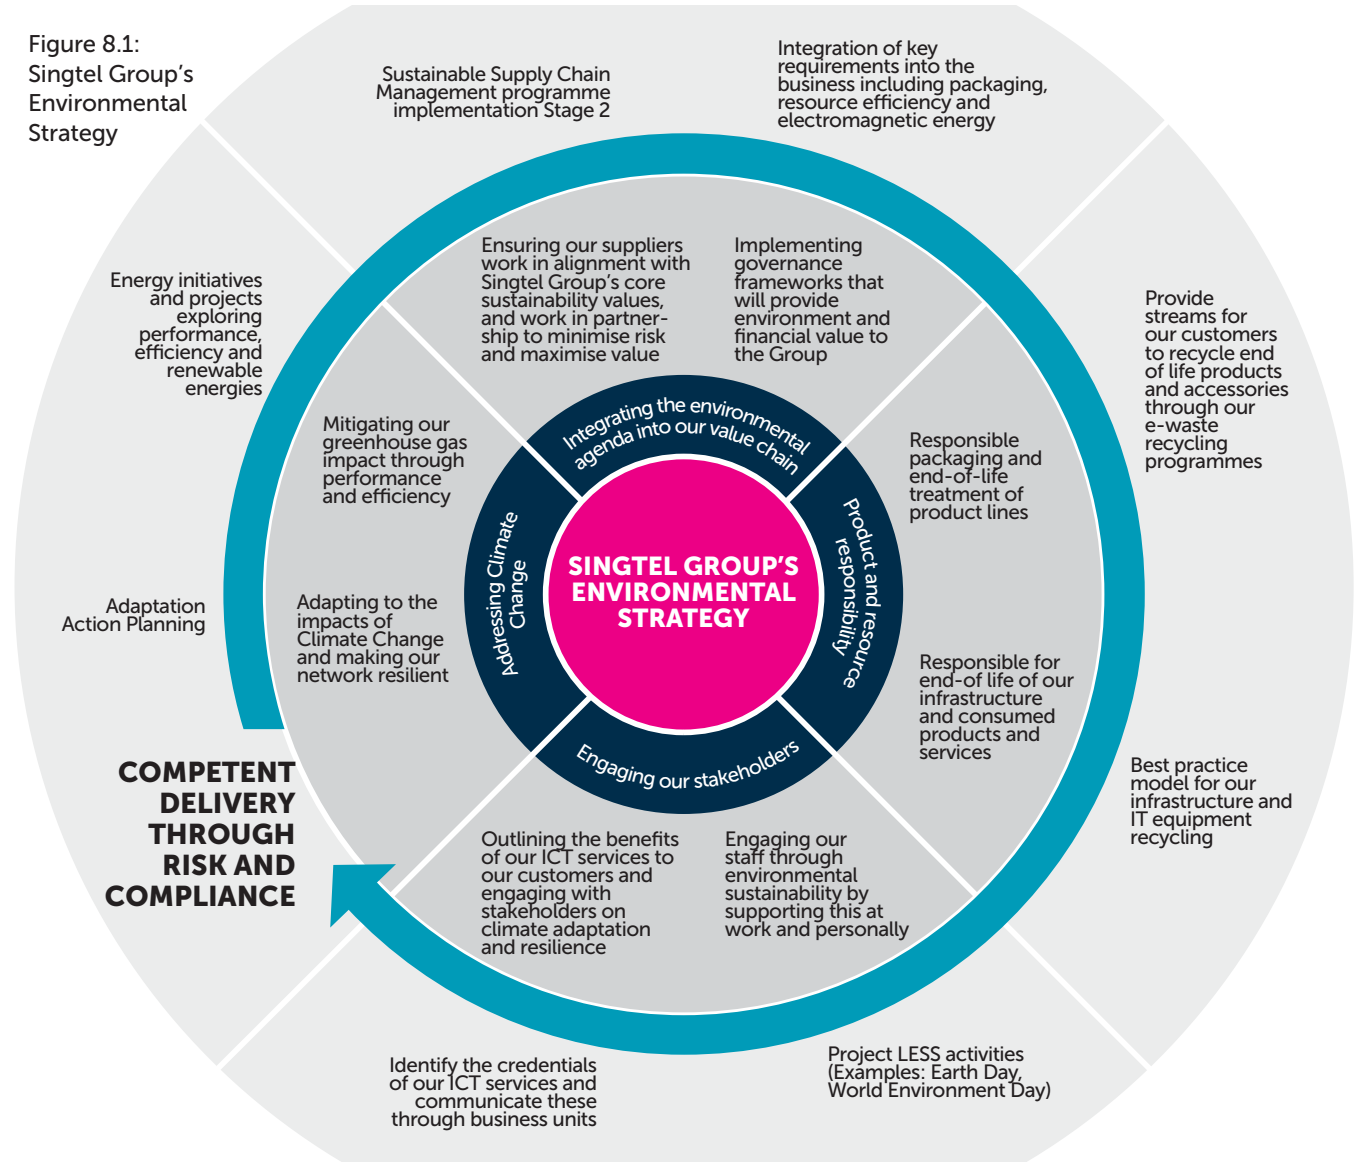 Figure 8.1:
Singtel Group's
Environmental
Strategy
Sustainable Supply Chain
Management programme
implementation Stage 2
Integration of key
requirements into the
business including packaging,
resource efficiency and
electromagnetic energy
Ensuring our suppliers
work in alignment with
Singtel Group's core
sustainability values,
and work in partner-
ship to minimise risk
and maximise value
Implementing
governance
frameworks that
will provide
environment and
financial value to
the Group
Energy initiatives
and projects
exploring
performance,
efficiency and
renewable
energies
Provide
streams for
our customers
to recycle end
of life products
and accessories
through our
e-waste
recycling
programmes
Mitigating our
greenhouse gas
impact through
performance
and efficiency
Integrating the environmental
agenda into our value chain
Responsible
packaging and
end-of-life
treatment of
product lines
Addressing Climate
Change
SINGTEL GROUP'S
ENVIRONMENTAL
STRATEGY
Product and resource
responsibility
Adaptation
Action Planning
Adapting to the
impacts of
Climate Change
and making our
network resilient
Responsible for
end-of life of our
infrastructure
and consumed
products and
services
Engaging our stakeholders
COMPETENT
DELIVERY
THROUGH
RISK AND
COMPLIANCE
Best practice
model for our
infrastructure and
IT equipment
recycling
Outlining the benefits
of our ICT services to
our customers and
engaging with
stakeholders on
climate adaptation
and resilience
Engaging our
staff through
environmental
sustainability by
supporting this at
work and personally
Identify the credentials
of our ICT services and
communicate these
through business units
Project LESS activities
(Examples: Earth Day,
World Environment Day)